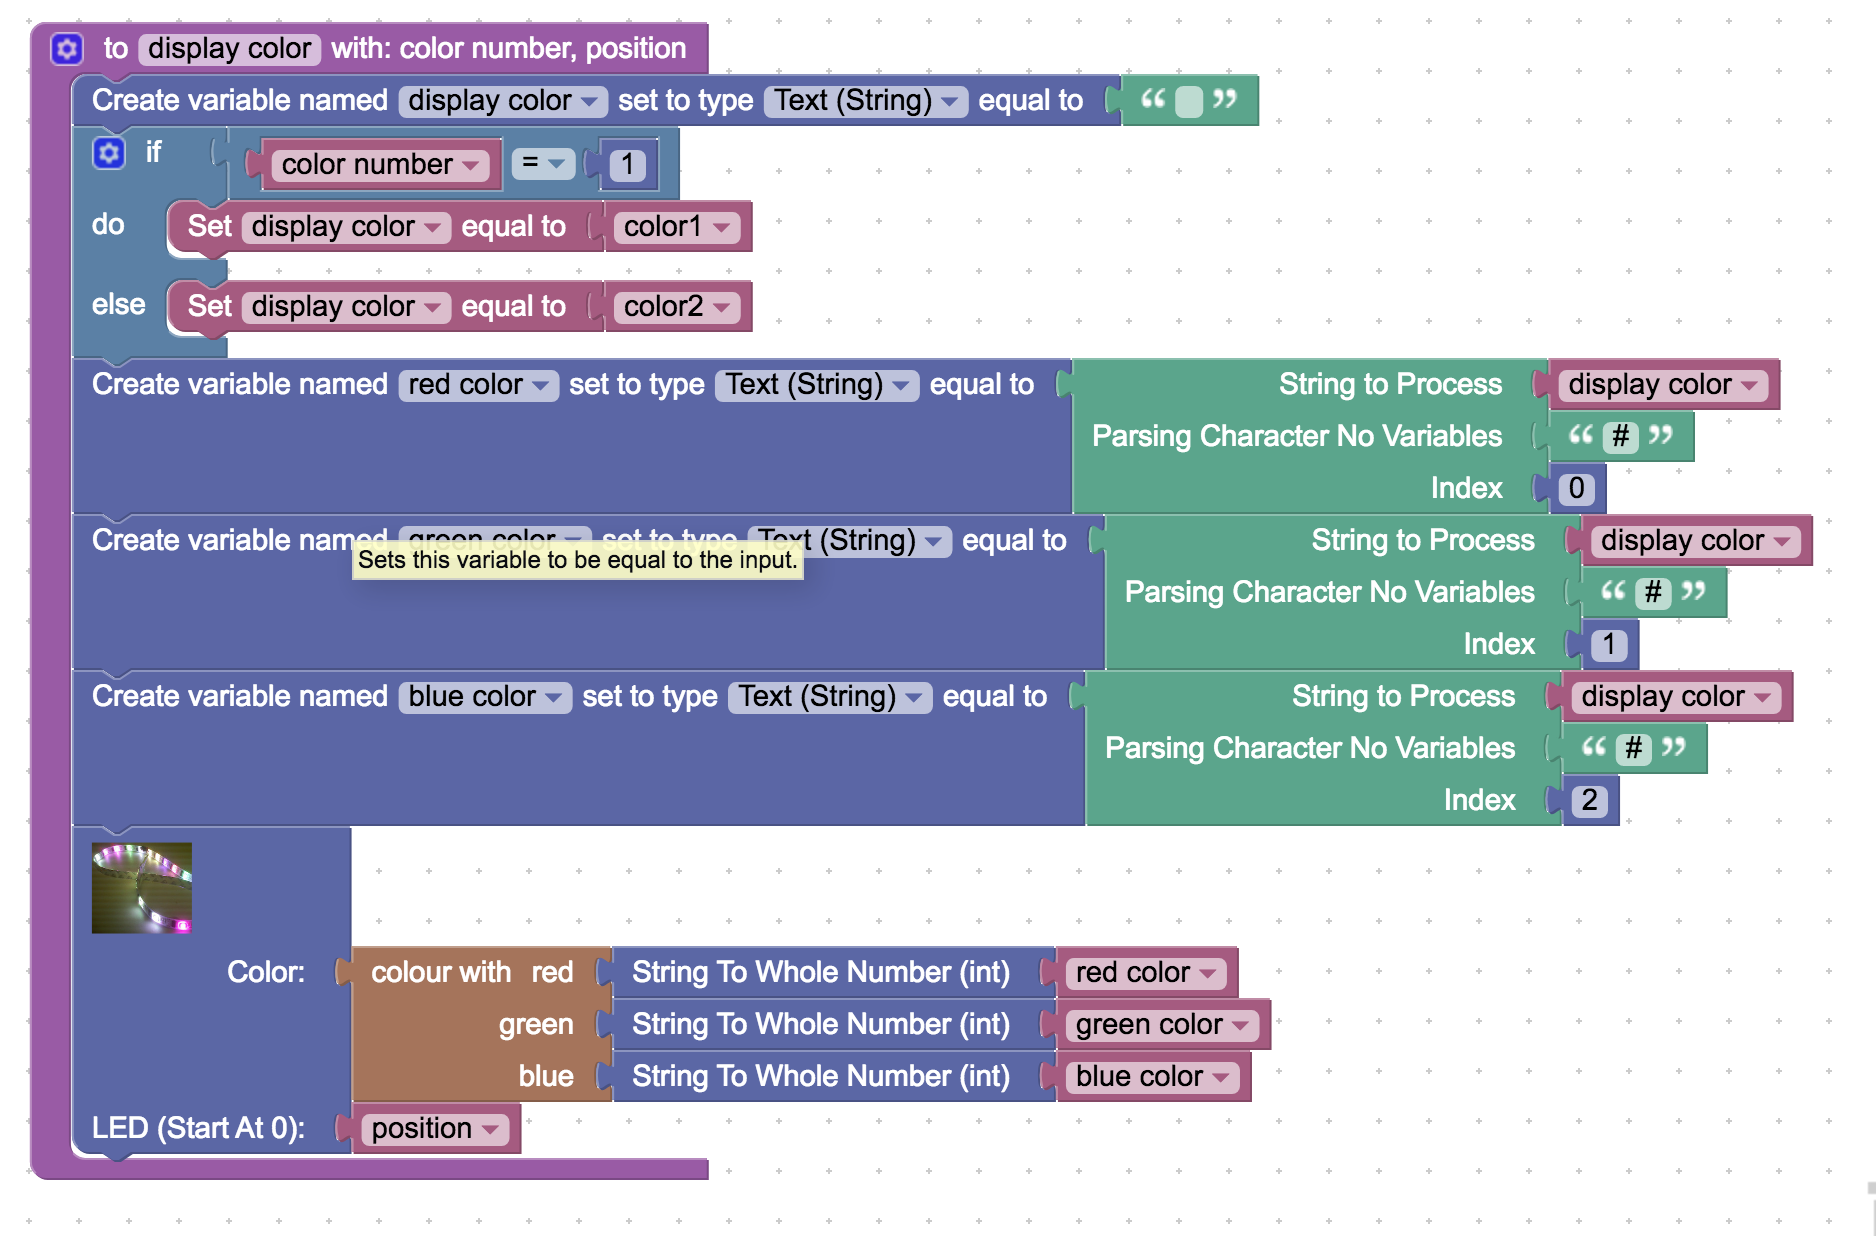 to display color with: color number, position
Create variable named display color set to type Text (String) equal to “ ”
if color number = 1
do Set display color equal to color1
else Set display color equal to color2
Create variable named red color set to type Text (String) equal to String to Process display color
Parsing Character No Variables “ # ”
Index 0
Create variable named green color set to type Text (String) equal to String to Process display color
Sets this variable to be equal to the input.
Parsing Character No Variables “ # ”
Index 1
Create variable named blue color set to type Text (String) equal to String to Process display color
Parsing Character No Variables “ # ”
Index 2
Color: colour with red String To Whole Number (int) red color
green String To Whole Number (int) green color
blue String To Whole Number (int) blue color
LED (Start At 0): position